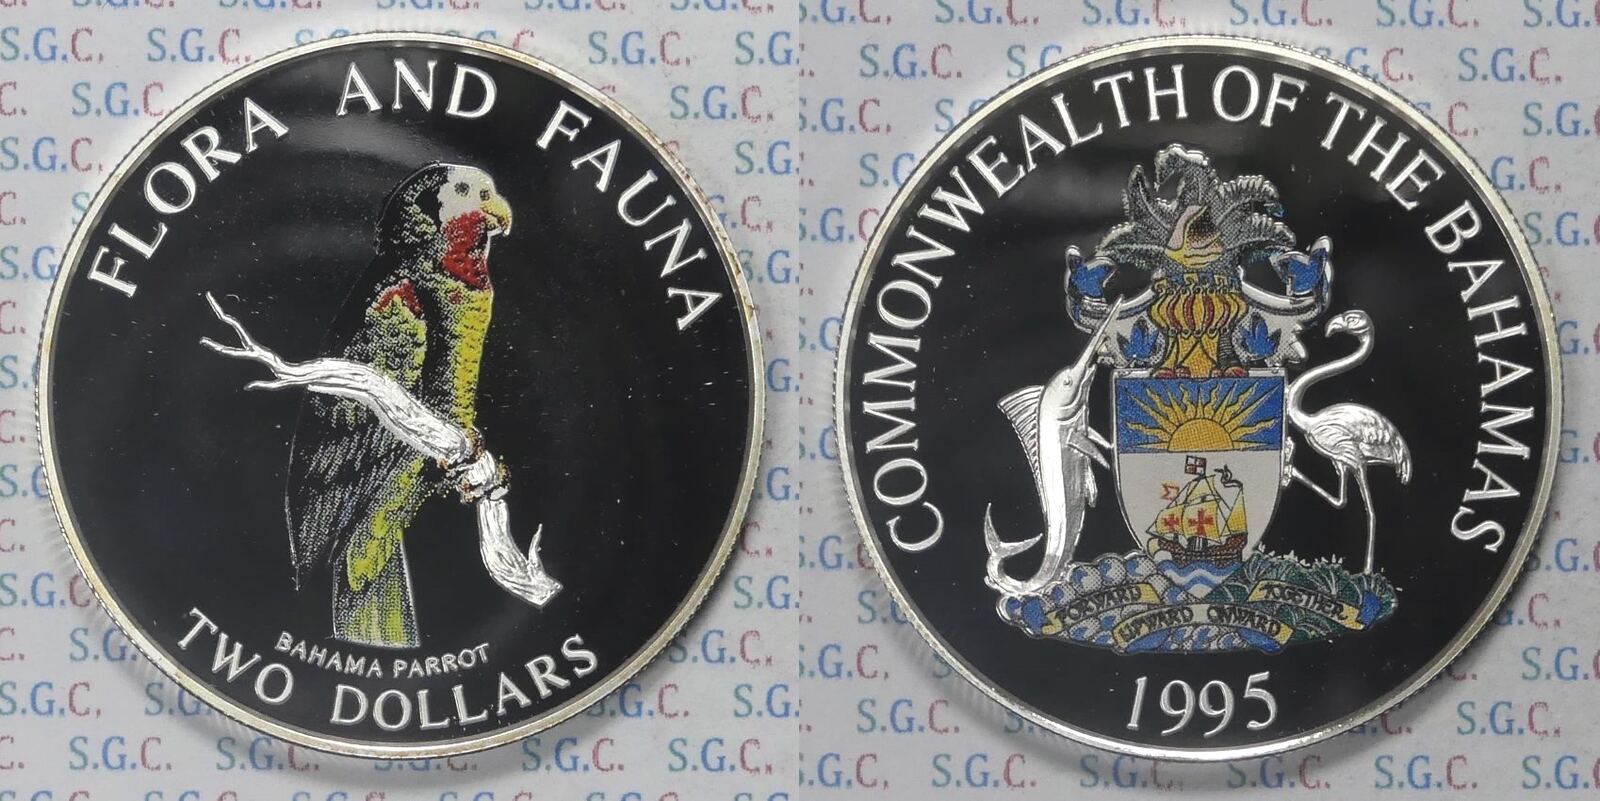 FLORA AND FAUNA
BAHAMA PARROT
TWO DOLLARS
COMMONWEALTH OF THE BAHAMAS
FORWARD UPWARD ONWARD TOGETHER
1995
S.G.C. S.G.C. S.G.C. S.G.C.